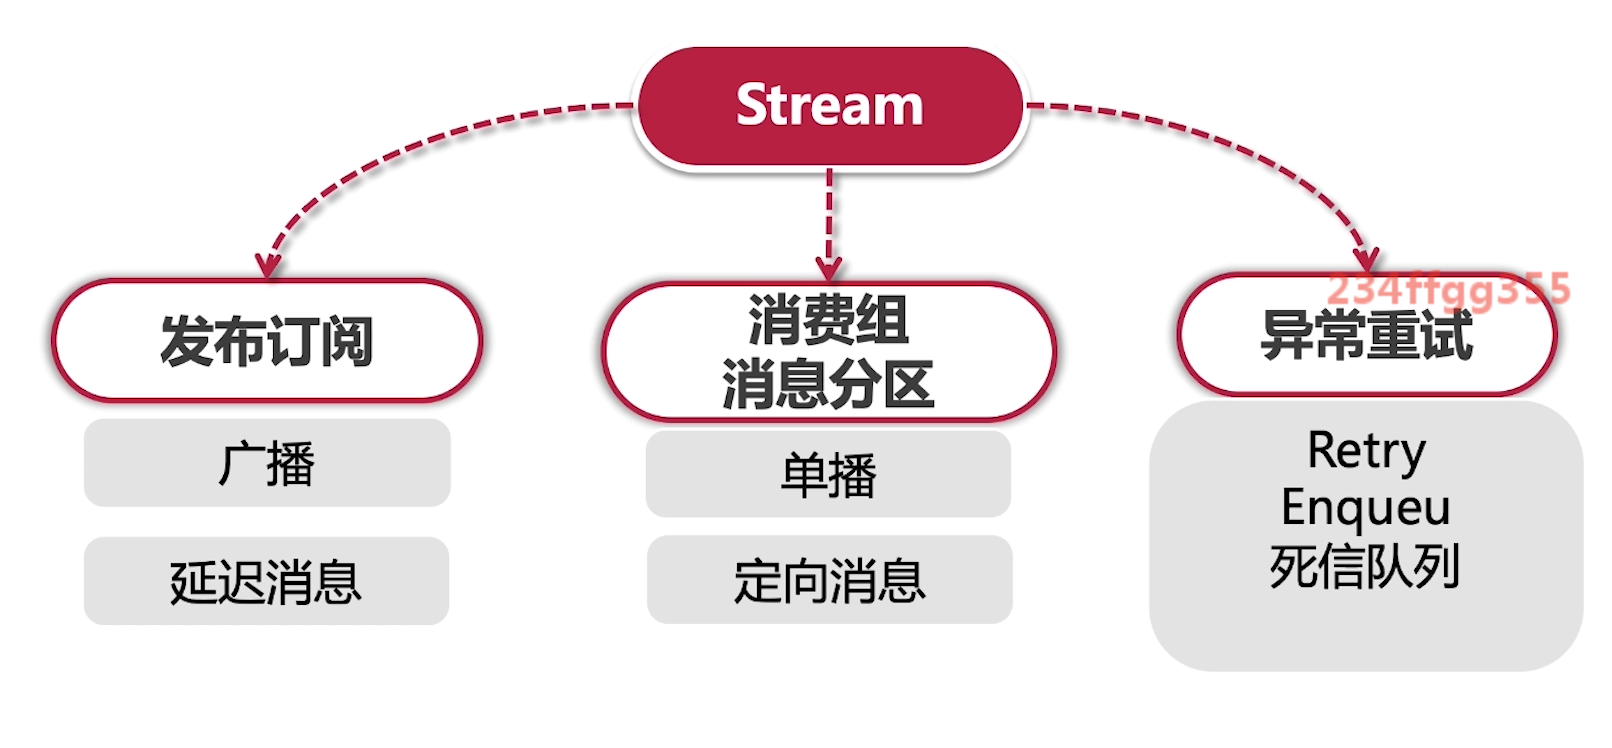 Stream
发布订阅
广播
延迟消息
消费组
消息分区
单播
定向消息
234ffgg355
异常重试
Retry
Enqueu
死信队列